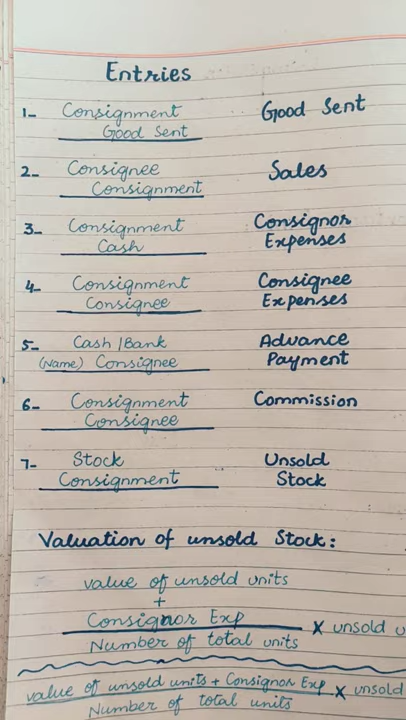 Entries
1- Consignment Good Sent
Good Sent
2- Consignee Sales
Consignment
3- Consignment Consignor
Cash Expenses
4- Consignment Consignee
Consignee Expenses
5- Cash/Bank Advance
(Name) Consignee Payment
6- Consignment Commission
Consignee
7- Stock Unsold
Consignment Stock
Valuation of unsold Stock:
value of unsold units
+
Consignor Exp
Number of total units × unsold u
value of unsold units + Consignor Exp × unsold
Number of total units